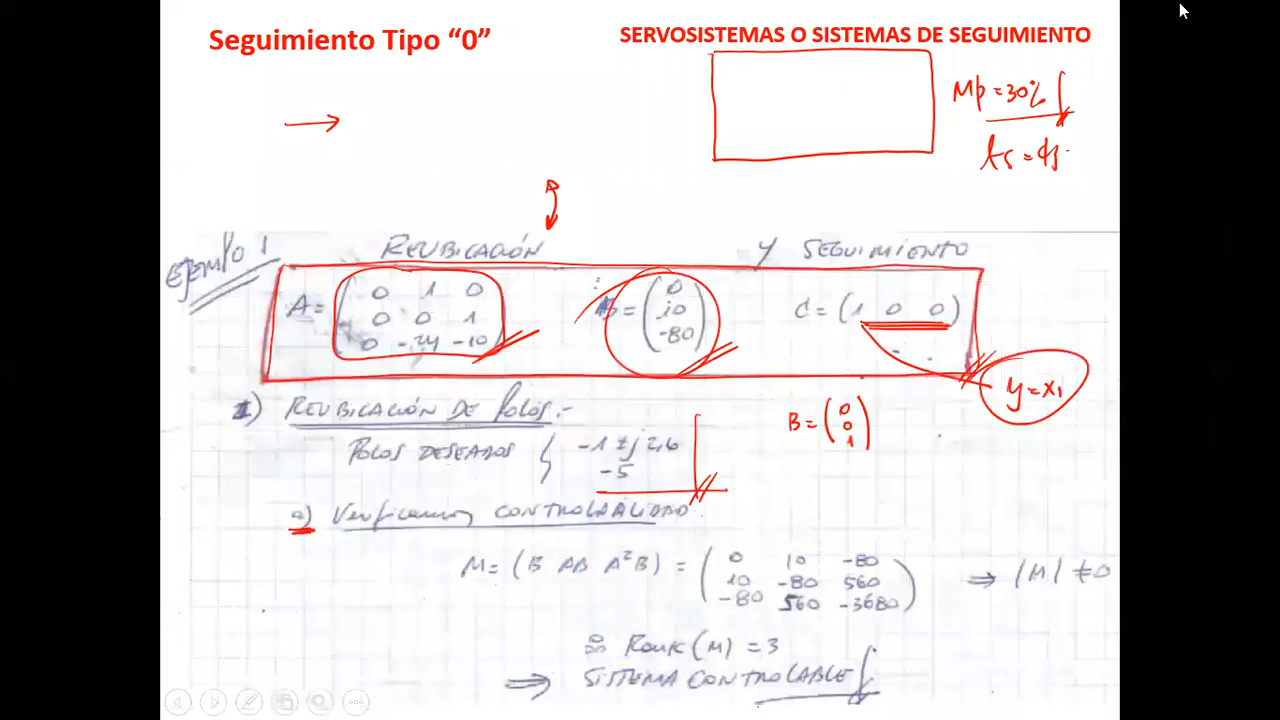 Seguimiento Tipo “0”
SERVOSISTEMAS O SISTEMAS DE SEGUIMIENTO
Mp = 30%
ts = 4s
Ejemplo 1
REUBICACIÓN Y SEGUIMIENTO
A = ( 0 1 0
0 0 1
0 -24 -10 )
B = ( 0
10
-80 )
C = (1 0 0)
y = x1
1) REUBICACIÓN DE POLOS.-
POLOS DESEADOS { -1 ± j 2,6
-5
B = ( 0
0
1 )
a) Verificamos CONTROLABILIDAD.
M = (B AB A²B) = ( 0 10 -80
10 -80 560
-80 560 -3680 ) ⇒ |M| ≠ 0
∴ Rank(M) = 3
⇒ SISTEMA CONTROLABLE